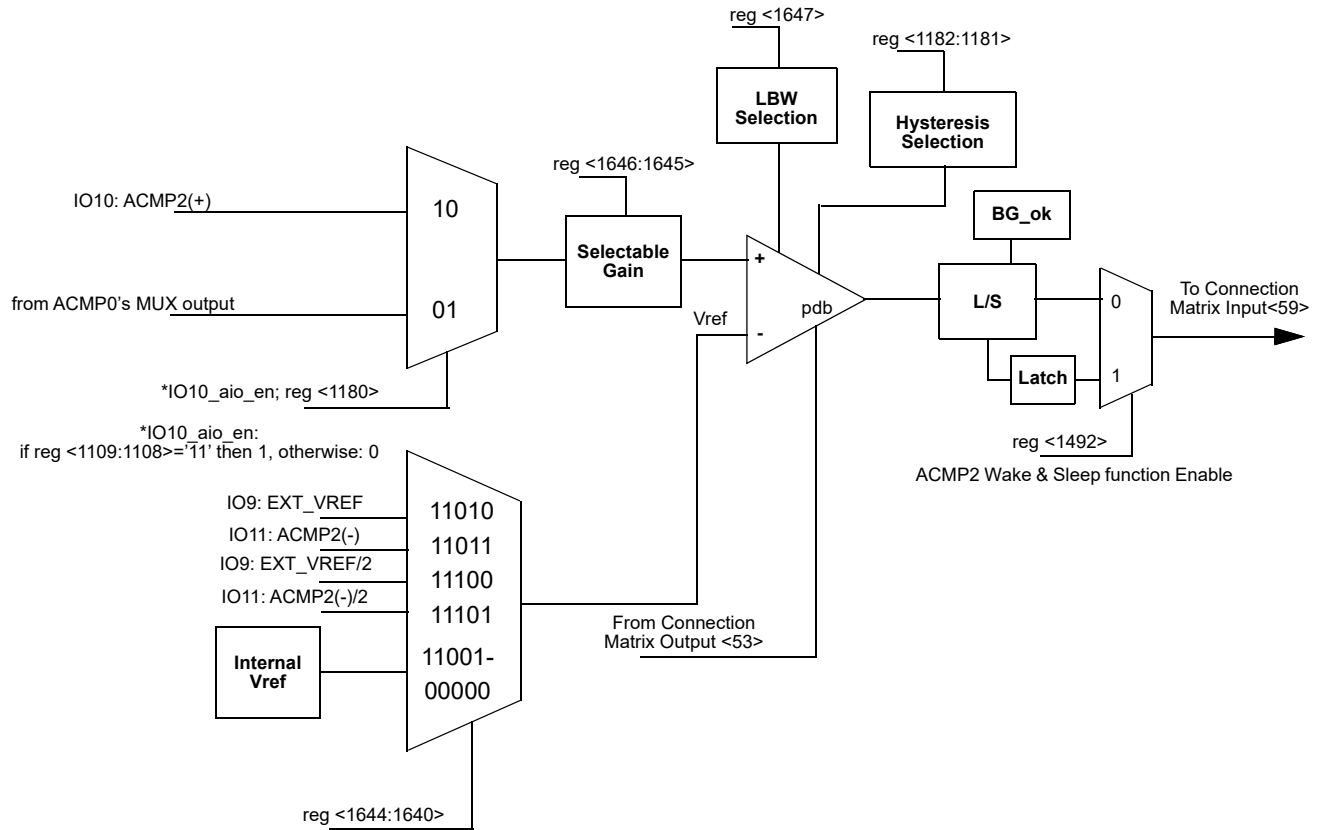 reg <1647>
reg <1182:1181>
LBW
Selection
Hysteresis
Selection
reg <1646:1645>
IO10: ACMP2(+)
10
BG_ok
Selectable
Gain
+
from ACMP0's MUX output
01
pdb
L/S
0
To Connection
Matrix Input<59>
Vref
-
Latch
1
*IO10_aio_en; reg <1180>
*IO10_aio_en:
if reg <1109:1108>='11' then 1, otherwise: 0
reg <1492>
ACMP2 Wake & Sleep function Enable
IO9: EXT_VREF
11010
IO11: ACMP2(-)
11011
IO9: EXT_VREF/2
11100
IO11: ACMP2(-)/2
11101
From Connection
Matrix Output <53>
Internal
Vref
11001-
00000
reg <1644:1640>